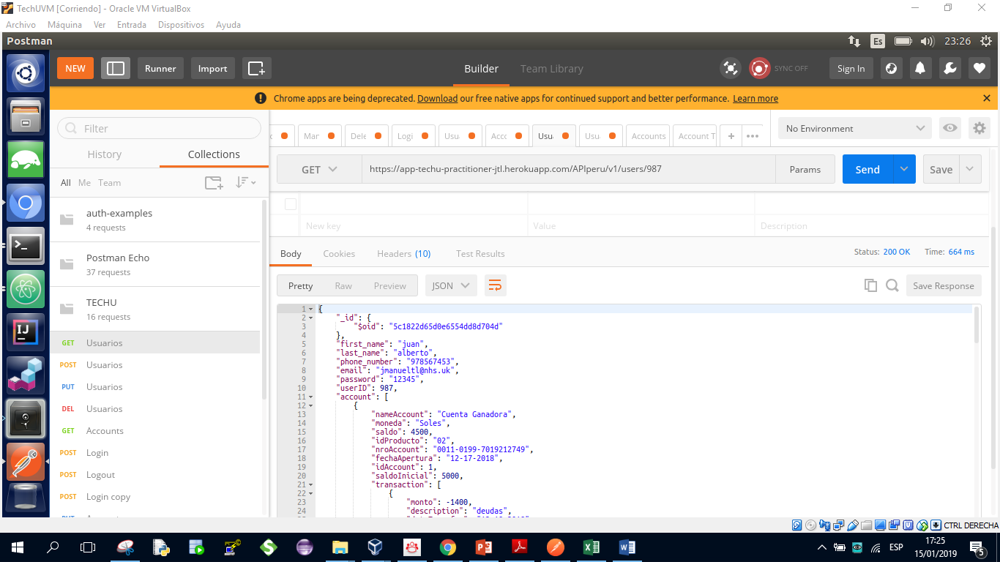 TechUVM [Corriendo] - Oracle VM VirtualBox
Archivo Máquina Ver Entrada Dispositivos Ayuda
Postman Es 23:26
NEW Runner Import Builder Team Library SYNC OFF Sign In
Chrome apps are being deprecated. Download our free native apps for continued support and better performance. Learn more
Filter
History Collections
All Me Team
auth-examples
4 requests
Postman Echo
37 requests
TECHU
16 requests
GET Usuarios
POST Usuarios
PUT Usuarios
DEL Usuarios
GET Accounts
POST Login
POST Logout
POST Login copy
Mar Dele Logi Usu Acco Usu Usu Accounts Account T + •••
No Environment
GET https://app-techu-practitioner-jtl.herokuapp.com/APIperu/v1/users/987 Params Send Save
New key Value Description
Body Cookies Headers (10) Test Results Status: 200 OK Time: 664 ms
Pretty Raw Preview JSON Save Response
1 {
2 "_id": {
3 "$oid": "5c1822d65d0e6554dd8d704d"
4 },
5 "first_name": "juan",
6 "last_name": "alberto",
7 "phone_number": "978567453",
8 "email": "jmanueltl@nhs.uk",
9 "password": "12345",
10 "userID": 987,
11 "account": [
12 {
13 "nameAccount": "Cuenta Ganadora",
14 "moneda": "Soles",
15 "saldo": 4500,
16 "idProducto": "02",
17 "nroAccount": "0011-0199-7019212749",
18 "fechaApertura": "12-17-2018",
19 "idAccount": 1,
20 "saldoInicial": 5000,
21 "transaction": [
22 {
23 "monto": -1400,
24 "description": "deudas",
CTRL DERECHA
ESP 17:25
15/01/2019 5